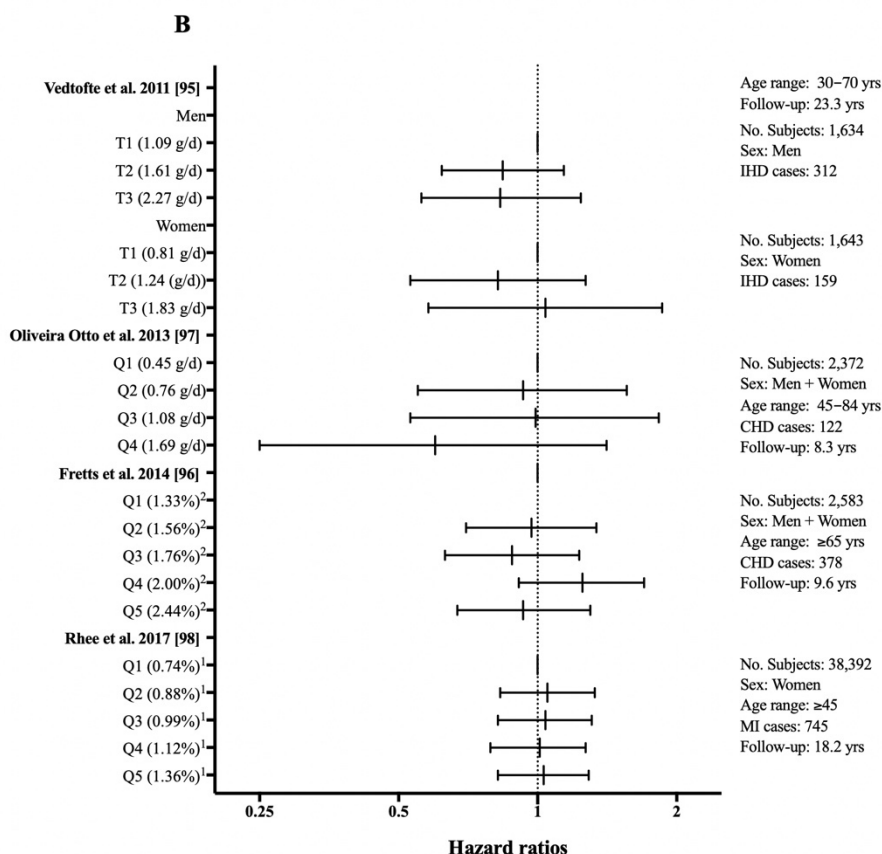 B
Vedtofte et al. 2011 [95]
Men
T1 (1.09 g/d)
T2 (1.61 g/d)
T3 (2.27 g/d)
Women
T1 (0.81 g/d)
T2 (1.24 (g/d))
T3 (1.83 g/d)
Oliveira Otto et al. 2013 [97]
Q1 (0.45 g/d)
Q2 (0.76 g/d)
Q3 (1.08 g/d)
Q4 (1.69 g/d)
Fretts et al. 2014 [96]
Q1 (1.33%)²
Q2 (1.56%)²
Q3 (1.76%)²
Q4 (2.00%)²
Q5 (2.44%)²
Rhee et al. 2017 [98]
Q1 (0.74%)¹
Q2 (0.88%)¹
Q3 (0.99%)¹
Q4 (1.12%)¹
Q5 (1.36%)¹
Age range: 30–70 yrs
Follow-up: 23.3 yrs
No. Subjects: 1,634
Sex: Men
IHD cases: 312
No. Subjects: 1,643
Sex: Women
IHD cases: 159
No. Subjects: 2,372
Sex: Men + Women
Age range: 45–84 yrs
CHD cases: 122
Follow-up: 8.3 yrs
No. Subjects: 2,583
Sex: Men + Women
Age range: ≥65 yrs
CHD cases: 378
Follow-up: 9.6 yrs
No. Subjects: 38,392
Sex: Women
Age range: ≥45
MI cases: 745
Follow-up: 18.2 yrs
0.25 0.5 1 2
Hazard ratios